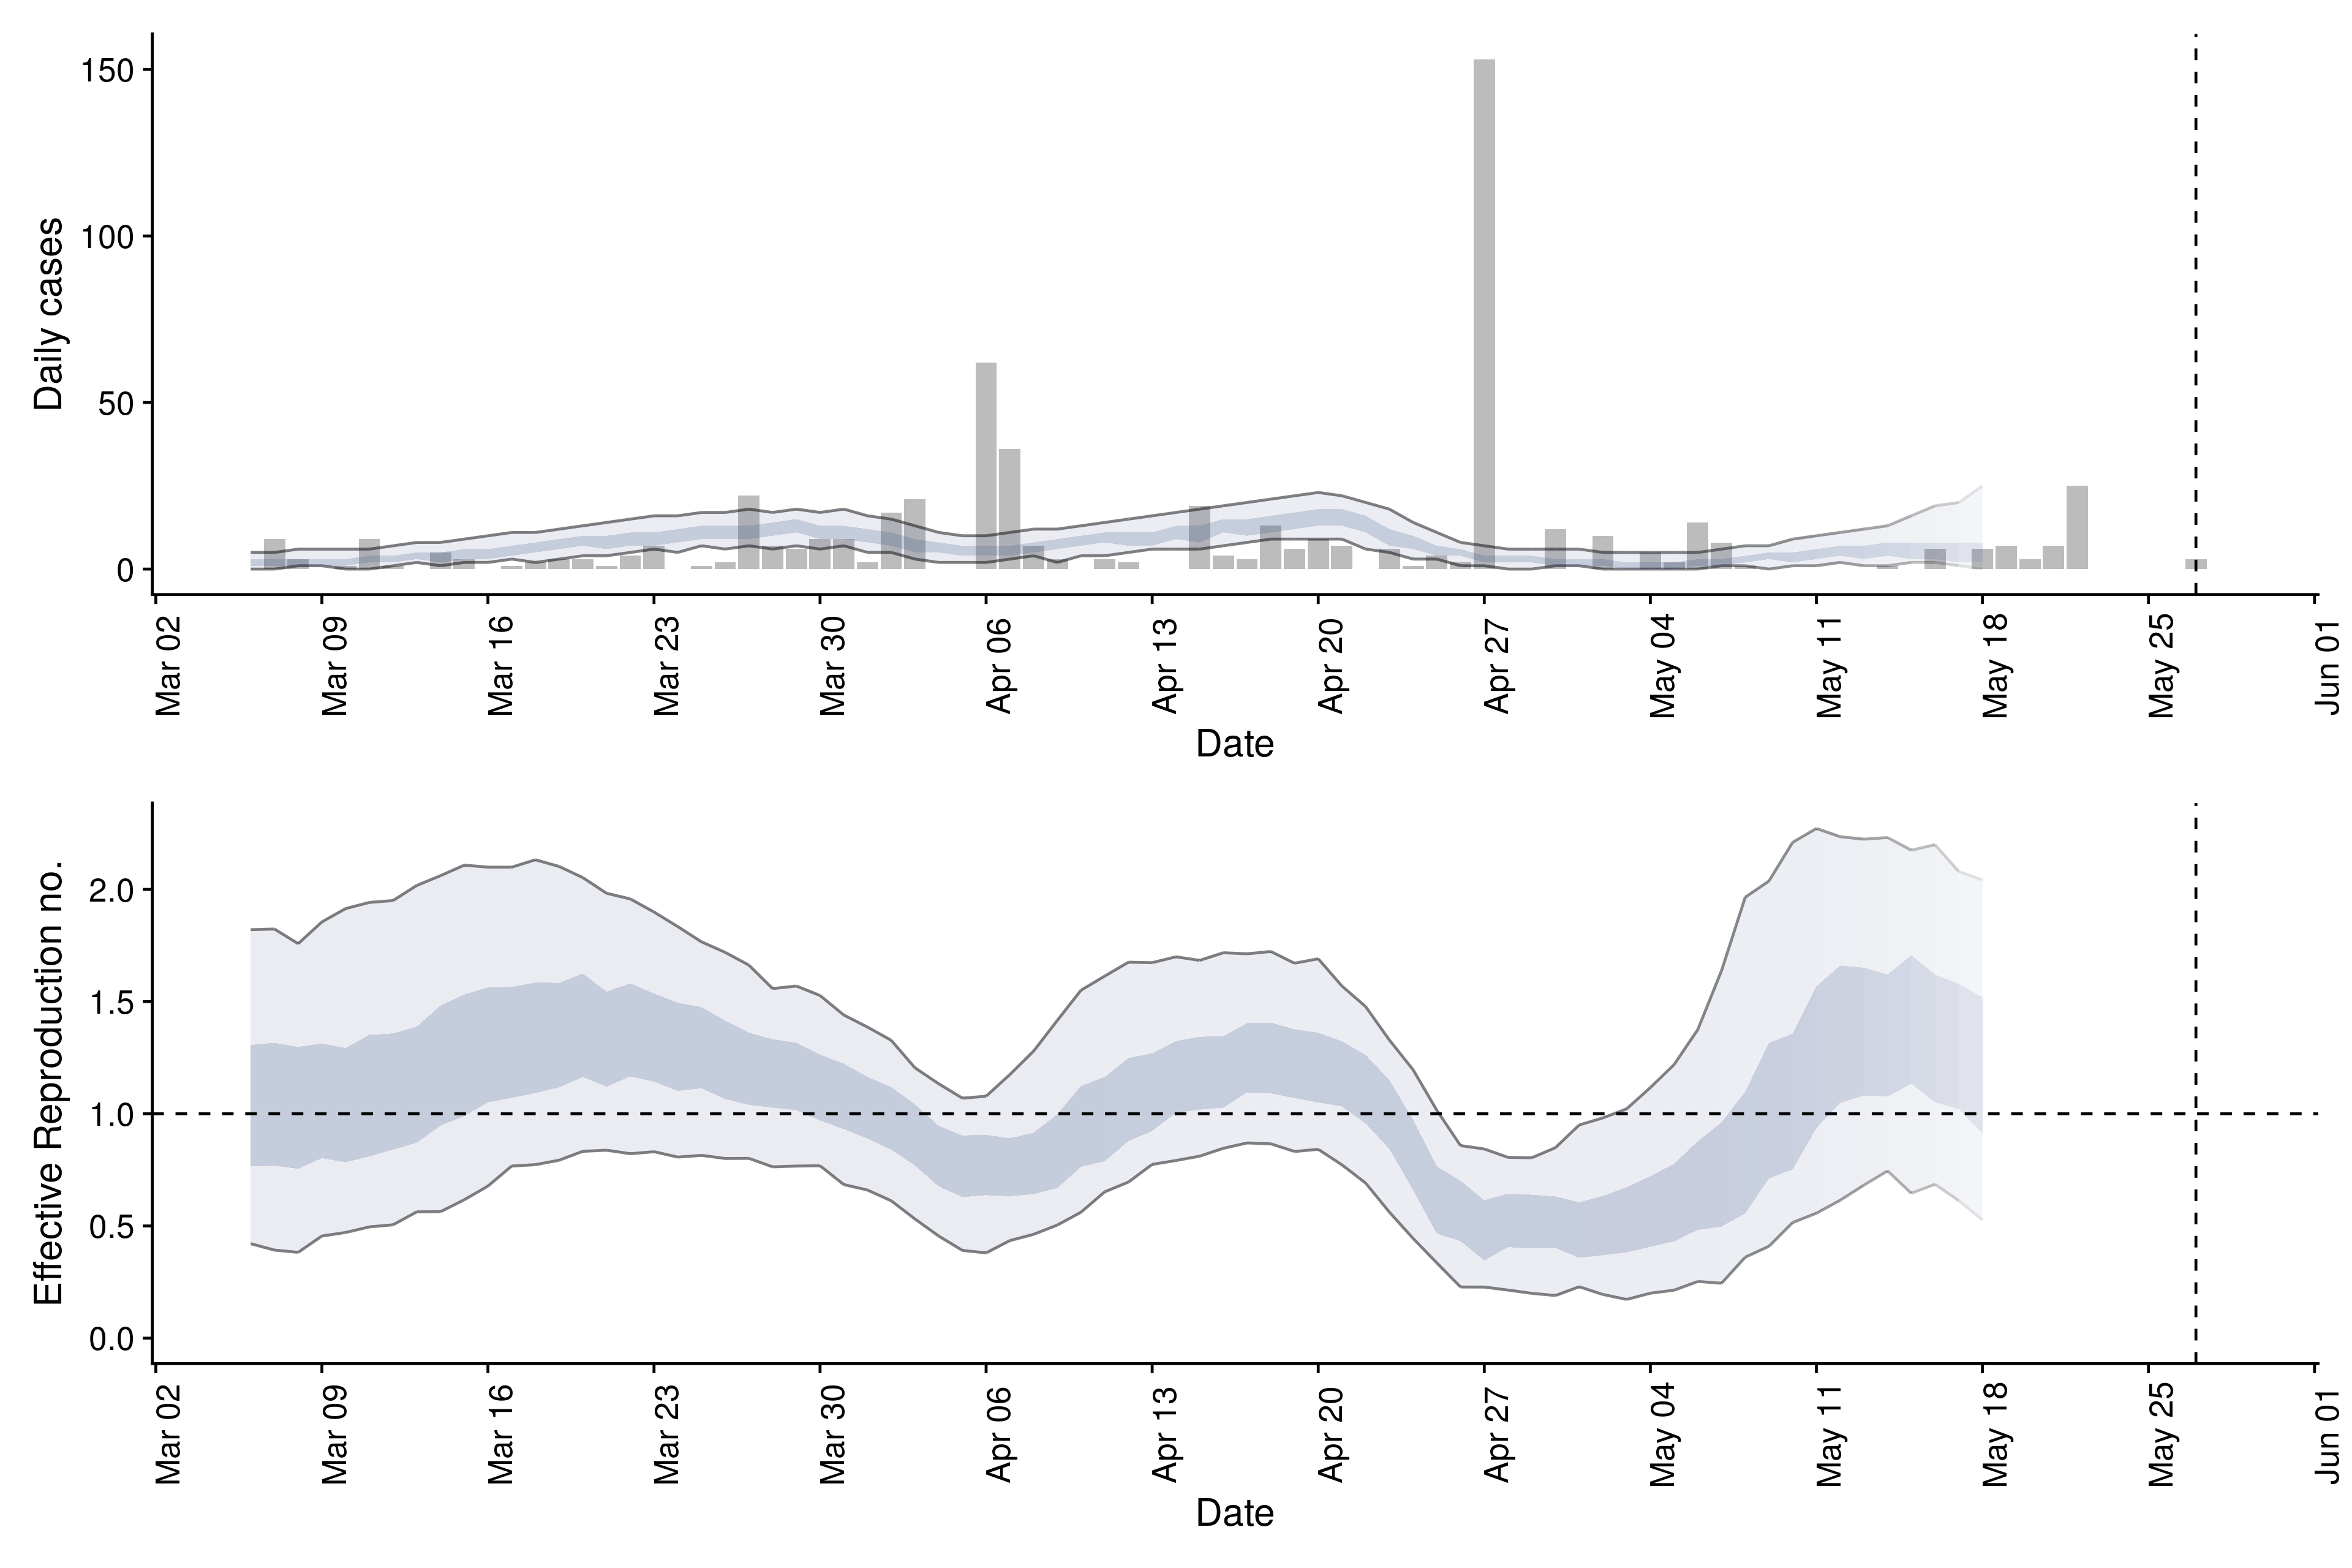 Daily cases
150
100
50
0
Mar 02
Mar 09
Mar 16
Mar 23
Mar 30
Apr 06
Apr 13
Apr 20
Apr 27
May 04
May 11
May 18
May 25
Jun 01
Date
Effective Reproduction no.
2.0
1.5
1.0
0.5
0.0
Mar 02
Mar 09
Mar 16
Mar 23
Mar 30
Apr 06
Apr 13
Apr 20
Apr 27
May 04
May 11
May 18
May 25
Jun 01
Date